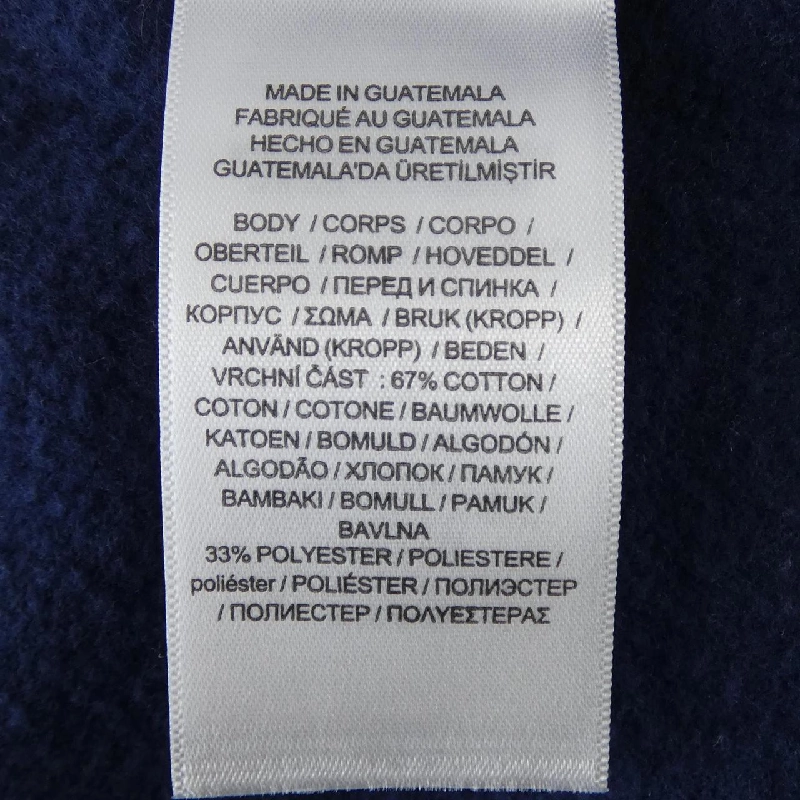 MADE IN GUATEMALA
FABRIQUÉ AU GUATEMALA
HECHO EN GUATEMALA
GUATEMALA'DA ÜRETİLMİŞTİR
BODY / CORPS / CORPO /
OBERTEIL / ROMP / HOVEDDEL /
CUERPO / ПЕРЕД И СПИНКА /
КОРПУС / ΣΩΜΑ / BRUK (KROPP) /
ANVÄND (KROPP) / BEDEN /
VRCHNÍ ČÁST : 67% COTTON /
COTON / COTONE / BAUMWOLLE /
KATOEN / BOMULD / ALGODÓN /
ALGODÃO / ХЛОПОК / ПАМУК /
ΒΑΜΒΑΚΙ / BOMULL / PAMUK /
BAVLNA
33% POLYESTER / POLIESTERE /
poliéster / POLIÉSTER / ПОЛИЭСТЕР
/ ПОЛИЕСТЕР / ΠΟΛΥΕΣΤΕΡΑΣ